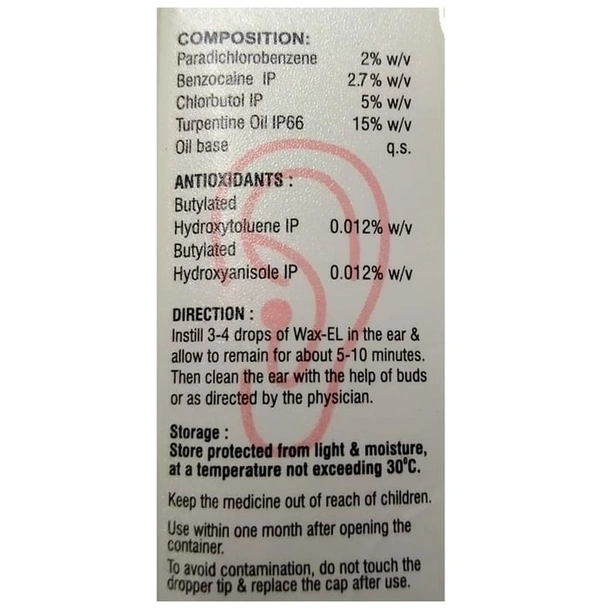 COMPOSITION:
Paradichlorobenzene 2% w/v
Benzocaine IP 2.7% w/v
Chlorbutol IP 5% w/v
Turpentine Oil IP66 15% w/v
Oil base q.s.
ANTIOXIDANTS :
Butylated
Hydroxytoluene IP 0.012% w/v
Butylated
Hydroxyanisole IP 0.012% w/v
DIRECTION :
Instill 3-4 drops of Wax-EL in the ear &
allow to remain for about 5-10 minutes.
Then clean the ear with the help of buds
or as directed by the physician.
Storage :
Store protected from light & moisture,
at a temperature not exceeding 30°C.
Keep the medicine out of reach of children.
Use within one month after opening the
container.
To avoid contamination, do not touch the
dropper tip & replace the cap after use.